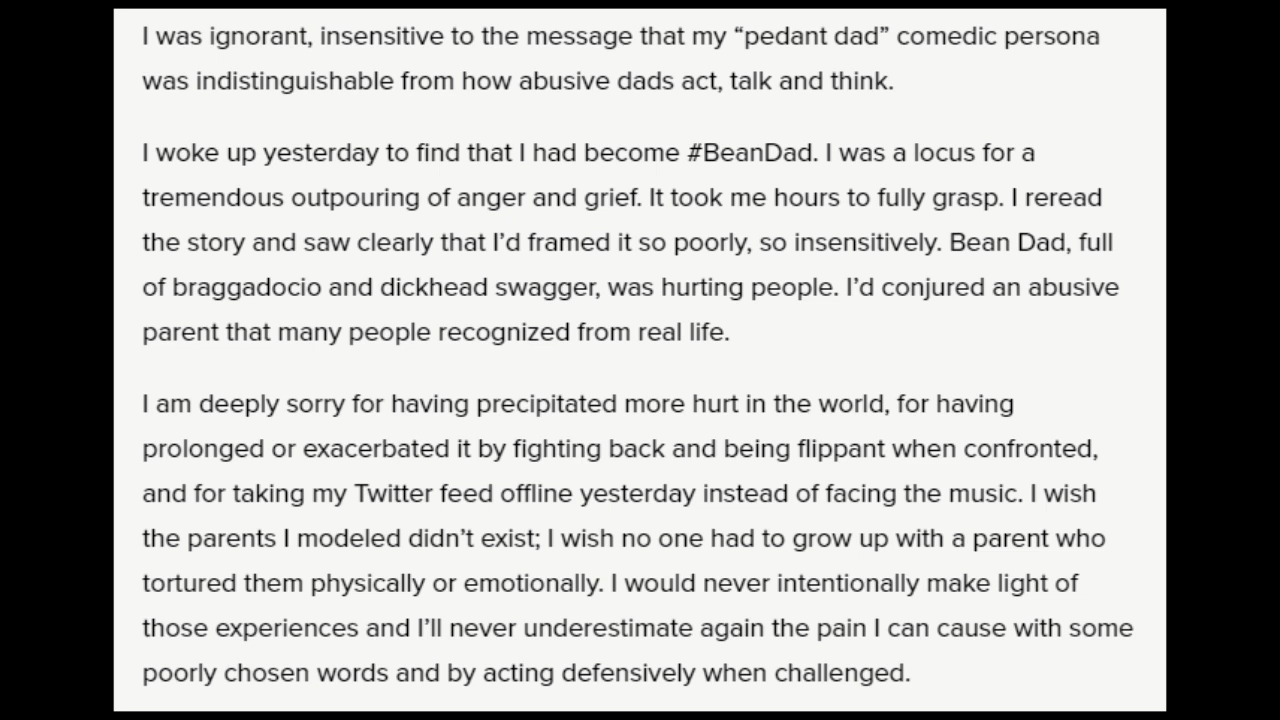 I was ignorant, insensitive to the message that my “pedant dad” comedic persona
was indistinguishable from how abusive dads act, talk and think.
I woke up yesterday to find that I had become #BeanDad. I was a locus for a
tremendous outpouring of anger and grief. It took me hours to fully grasp. I reread
the story and saw clearly that I’d framed it so poorly, so insensitively. Bean Dad, full
of braggadocio and dickhead swagger, was hurting people. I’d conjured an abusive
parent that many people recognized from real life.
I am deeply sorry for having precipitated more hurt in the world, for having
prolonged or exacerbated it by fighting back and being flippant when confronted,
and for taking my Twitter feed offline yesterday instead of facing the music. I wish
the parents I modeled didn’t exist; I wish no one had to grow up with a parent who
tortured them physically or emotionally. I would never intentionally make light of
those experiences and I’ll never underestimate again the pain I can cause with some
poorly chosen words and by acting defensively when challenged.